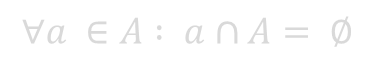 ∀a ∈ A : a ∩ A = ∅